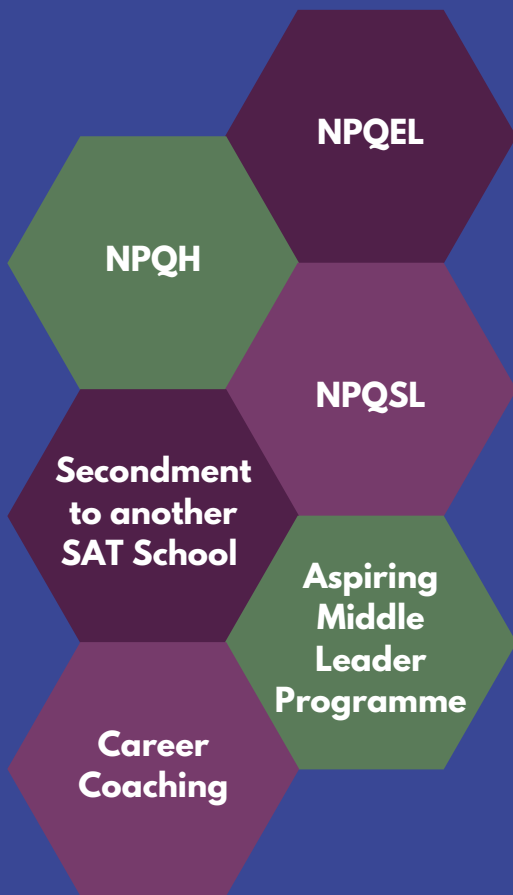 NPQEL
NPQH
NPQSL
Secondment
to another
SAT School
Aspiring
Middle
Leader
Programme
Career
Coaching